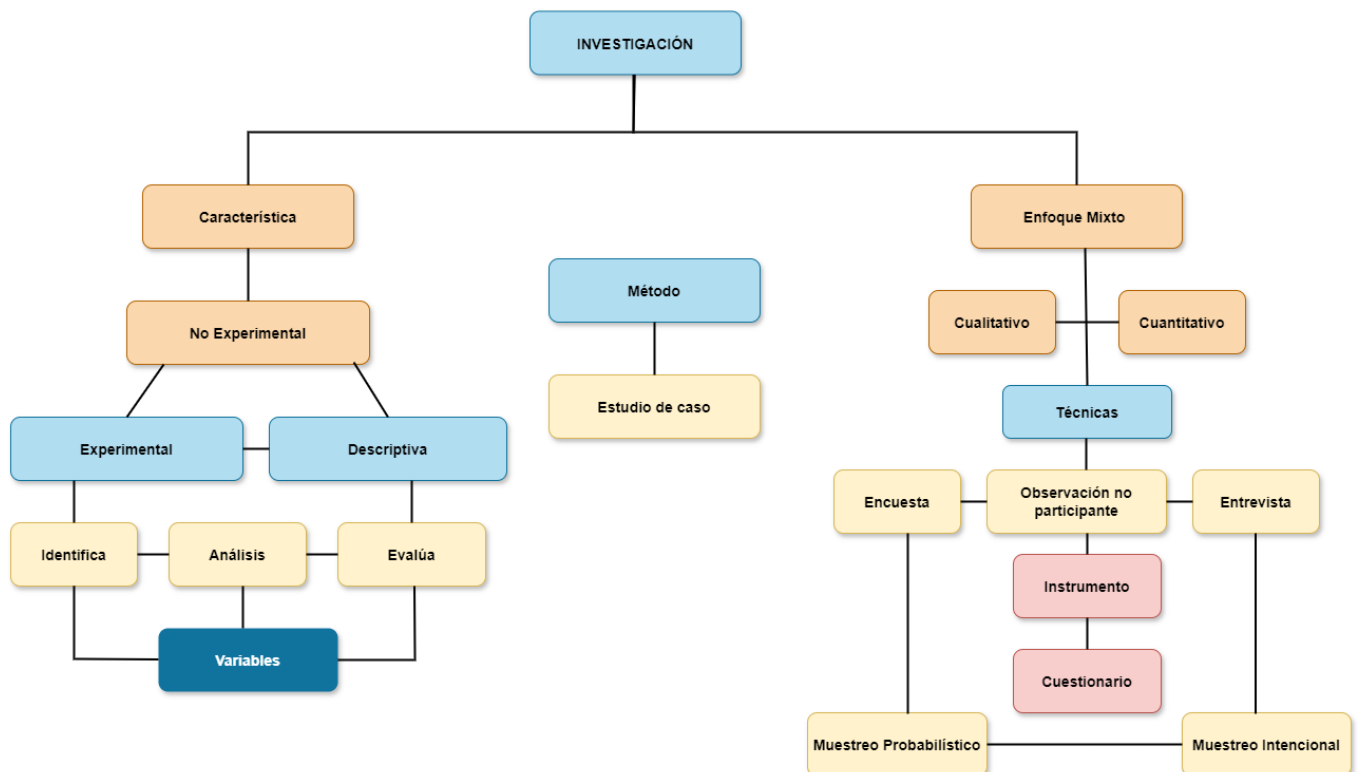 INVESTIGACIÓN
Característica
Enfoque Mixto
Método
No Experimental
Cualitativo
Cuantitativo
Estudio de caso
Técnicas
Experimental
Descriptiva
Encuesta
Observación no
participante
Entrevista
Identifica
Análisis
Evalúa
Instrumento
Variables
Cuestionario
Muestreo Probabilístico
Muestreo Intencional